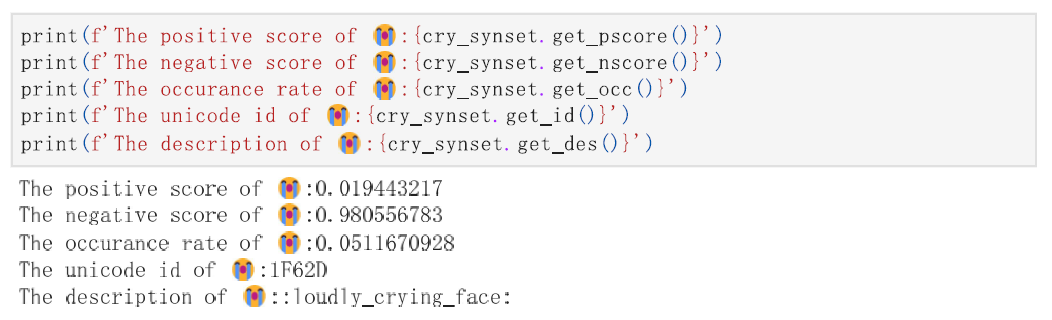 print(f'The positive score of 😭:{cry_synset.get_pscore()}')
print(f'The negative score of 😭:{cry_synset.get_nscore()}')
print(f'The occurance rate of 😭:{cry_synset.get_occ()}')
print(f'The unicode id of 😭:{cry_synset.get_id()}')
print(f'The description of 😭:{cry_synset.get_des()}')
The positive score of 😭:0.019443217
The negative score of 😭:0.980556783
The occurance rate of 😭:0.0511670928
The unicode id of 😭:1F62D
The description of 😭::loudly_crying_face: